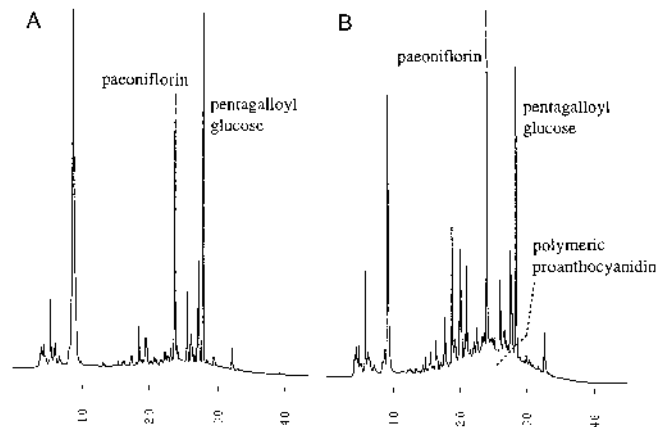 A
paeoniflorin
pentagalloyl
glucose
10
20
30
40
B
paeoniflorin
pentagalloyl
glucose
polymeric
proanthocyanidin
10
20
30
40